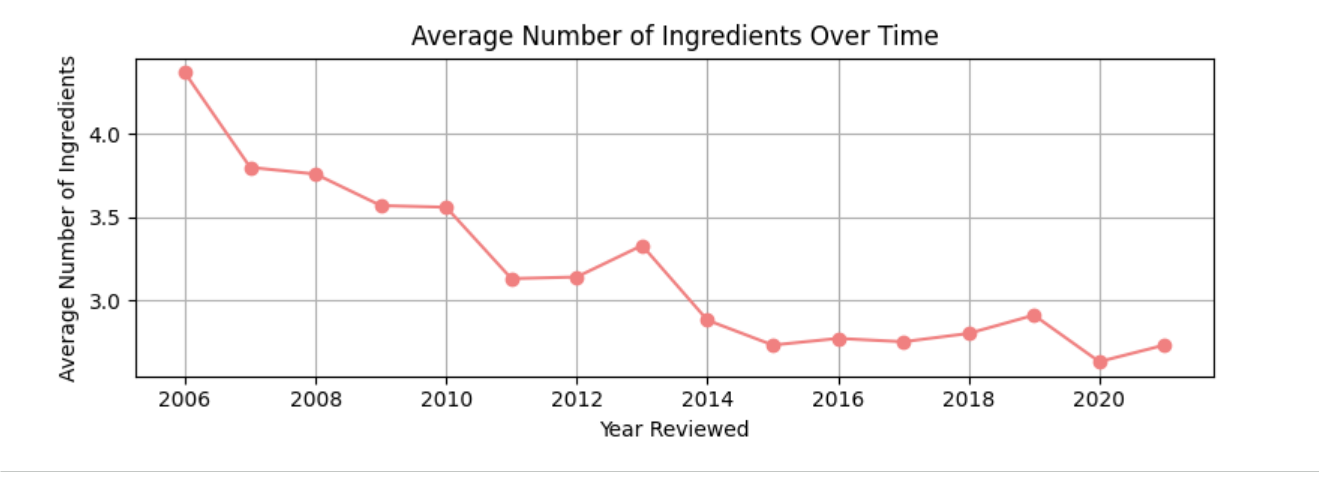 Average Number of Ingredients Over Time
Average Number of Ingredients
4.0
3.5
3.0
2006 2008 2010 2012 2014 2016 2018 2020
Year Reviewed